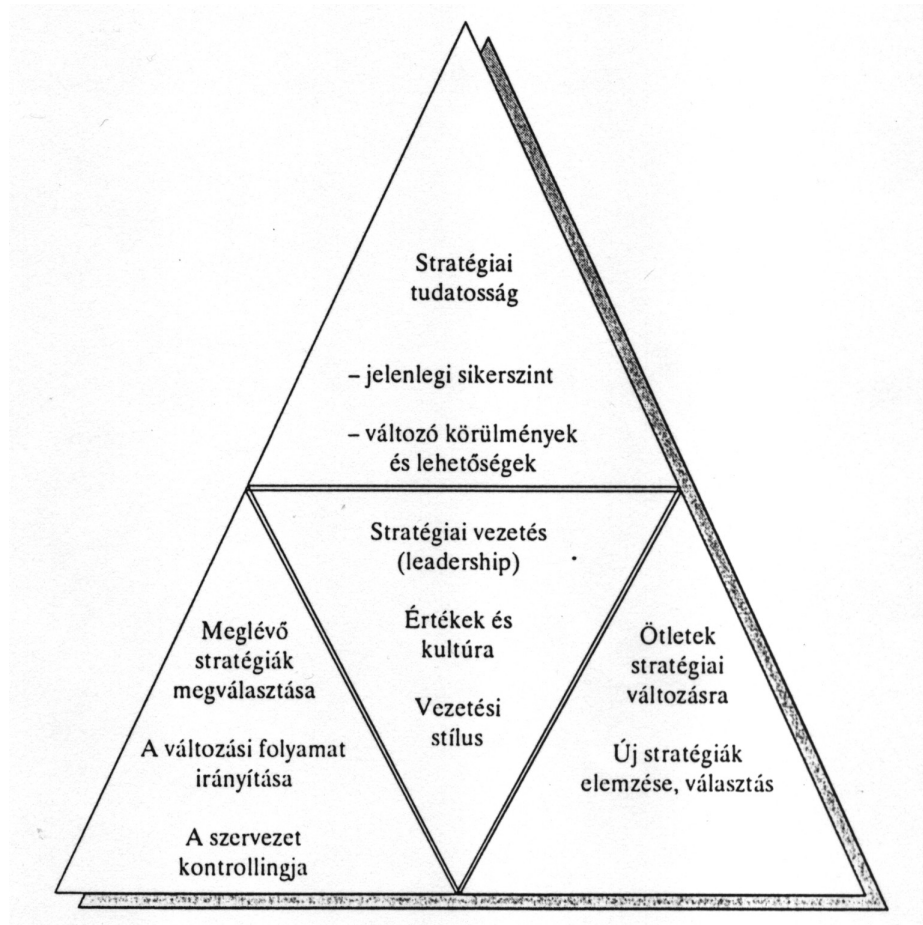 Stratégiai
tudatosság
– jelenlegi sikerszint
– változó körülmények
és lehetőségek
Stratégiai vezetés
(leadership)
Értékek és
kultúra
Vezetési
stílus
Meglévő
stratégiák
megválasztása
A változási folyamat
irányítása
A szervezet
kontrollingja
Ötletek
stratégiai
változásra
Új stratégiák
elemzése, választás